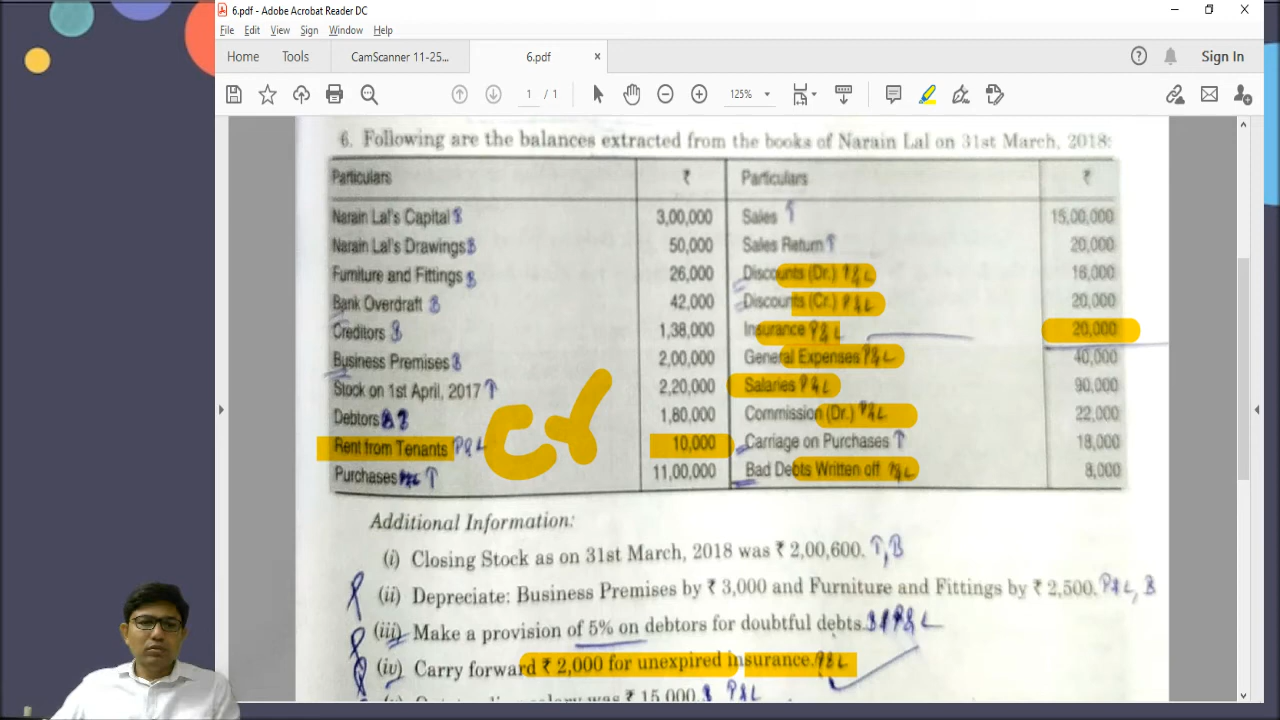 6.pdf - Adobe Acrobat Reader DC
File Edit View Sign Window Help
Home Tools CamScanner 11-25... 6.pdf × Sign In
1 / 1 125%
6. Following are the balances extracted from the books of Narain Lal on 31st March, 2018:
Particulars ₹ Particulars ₹
Narain Lal's Capital B 3,00,000 Sales T 15,00,000
Narain Lal's Drawings B 50,000 Sales Return T 20,000
Furniture and Fittings B 26,000 Discounts (Dr.) P&L 16,000
Bank Overdraft B 42,000 Discounts (Cr.) P&L 20,000
Creditors B 1,38,000 Insurance P&L 20,000
Business Premises B 2,00,000 General Expenses P&L 40,000
Stock on 1st April, 2017 T 2,20,000 Salaries P&L 90,000
Debtors B 1,80,000 Commission (Dr.) P&L 22,000
Rent from Tenants P&L Cr 10,000 Carriage on Purchases T 18,000
Purchases T 11,00,000 Bad Debts Written off P&L 8,000
Additional Information:
(i) Closing Stock as on 31st March, 2018 was ₹ 2,00,600. T, B
(ii) Depreciate: Business Premises by ₹ 3,000 and Furniture and Fittings by ₹ 2,500. P&L, B
(iii) Make a provision of 5% on debtors for doubtful debts. P&L
(iv) Carry forward ₹ 2,000 for unexpired insurance. P&L
₹ 15,000 P&L